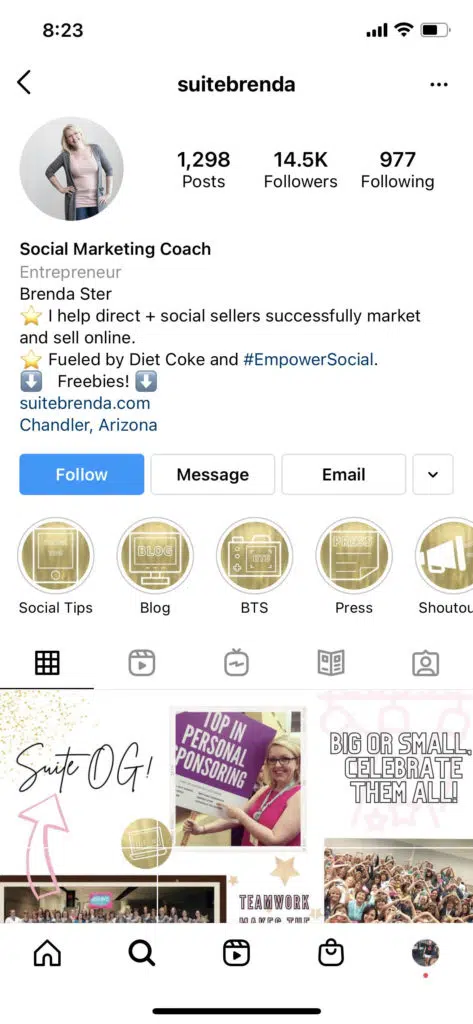 8:23
suitebrenda
1,298
14.5K
977
Posts
Followers
Following
Social Marketing Coach
Entrepreneur
Brenda Ster
⭐ I help direct + social sellers successfully market
and sell online.
⭐ Fueled by Diet Coke and #EmpowerSocial.
⬇️ Freebies! ⬇️
suitebrenda.com
Chandler, Arizona
Follow
Message
Email
BLOG
BTS
PRESS
Social Tips
Blog
BTS
Press
Shoutou
Suite OG!
TOP IN
PERSONAL
SPONSORING
BIG OR SMALL,
CELEBRATE
THEM ALL!
TEAMWORK
MAKES THE